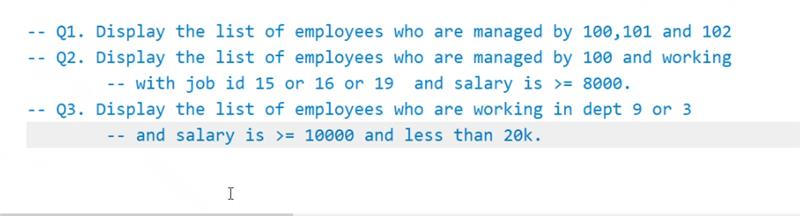 -- Q1. Display the list of employees who are managed by 100,101 and 102
-- Q2. Display the list of employees who are managed by 100 and working
-- with job id 15 or 16 or 19  and salary is >= 8000.
-- Q3. Display the list of employees who are working in dept 9 or 3
-- and salary is >= 10000 and less than 20k.